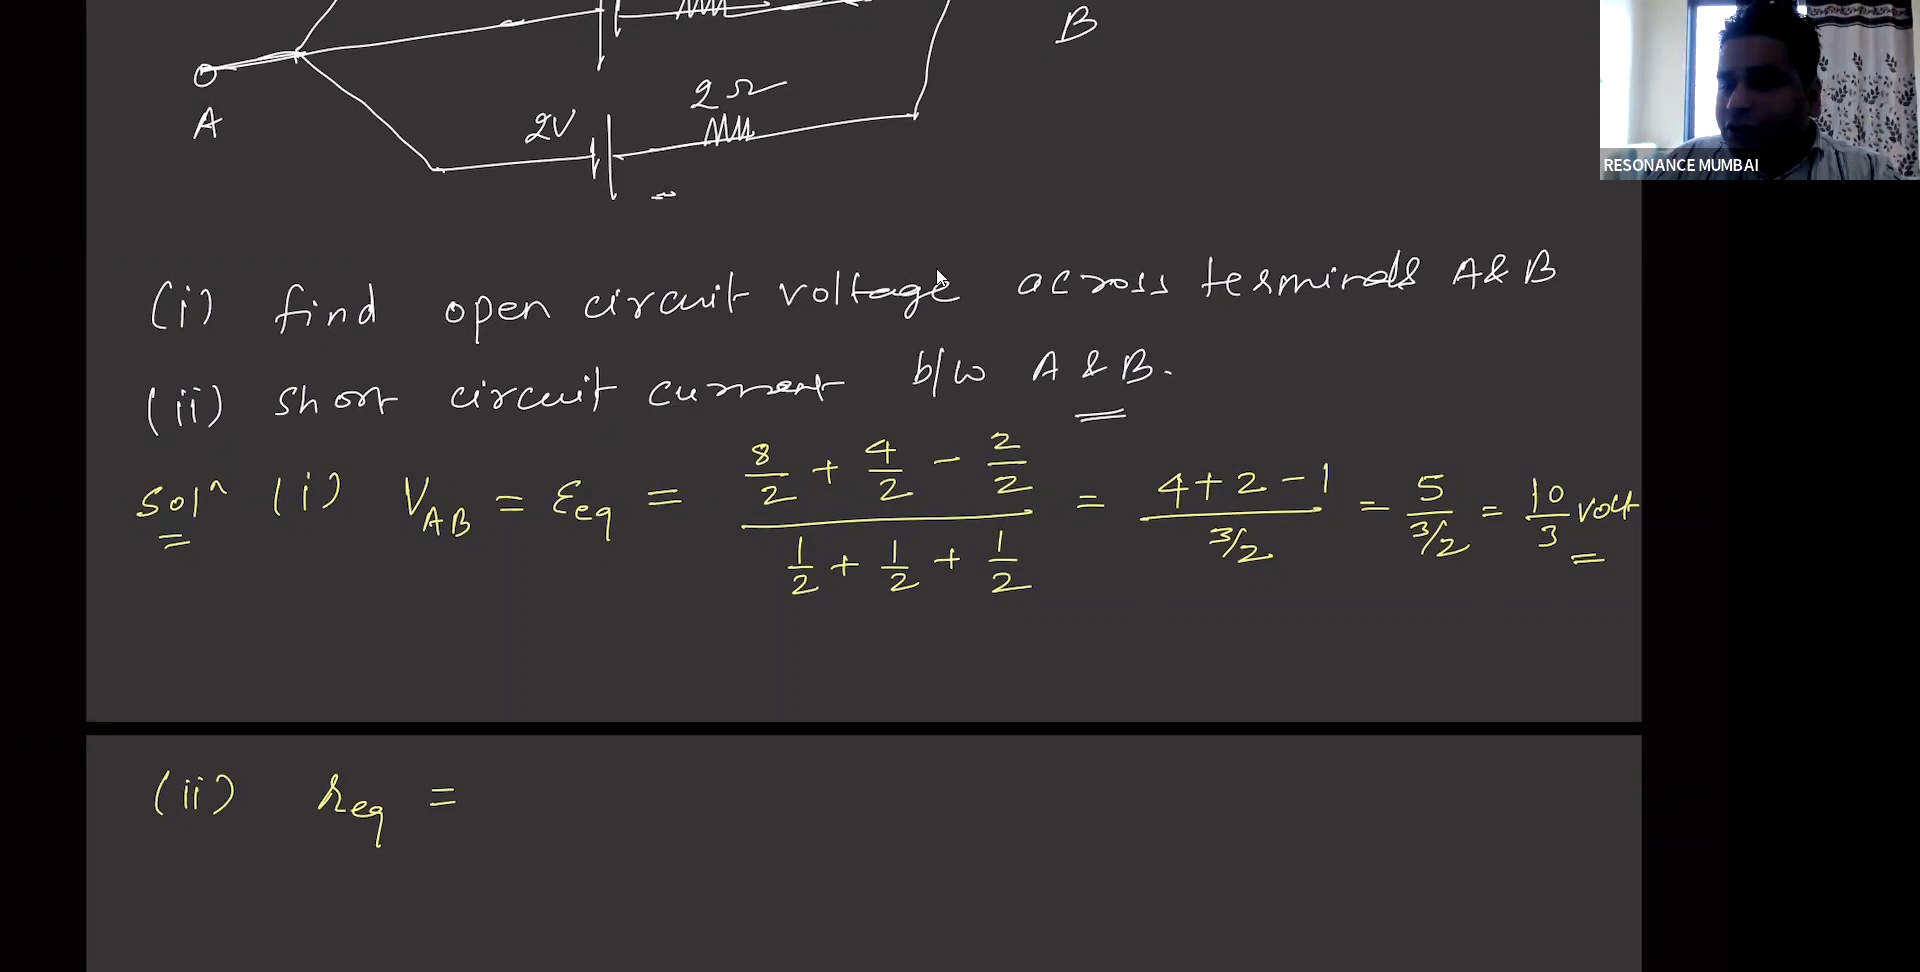 B
A
2V
2Ω
RESONANCE MUMBAI
(i) find open circuit voltage across terminals A & B
(ii) short circuit current b/w A & B.
Solⁿ (i) V_AB = ε_eq = (8/2 + 4/2 - 2/2) / (1/2 + 1/2 + 1/2) = (4+2-1) / (3/2) = 5 / (3/2) = 10/3 volt
(ii) r_eq =